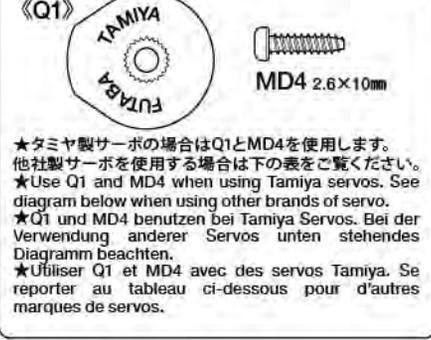 《Q1》
TAMIYA
FUTABA
MD4 2.6×10mm
★タミヤ製サーボの場合はQ1とMD4を使用します。
他社製サーボを使用する場合は下の表をご覧ください。
★Use Q1 and MD4 when using Tamiya servos. See
diagram below when using other brands of servo.
★Q1 und MD4 benutzen bei Tamiya Servos. Bei der
Verwendung anderer Servos unten stehendes
Diagramm beachten.
★Utiliser Q1 et MD4 avec des servos Tamiya. Se
reporter au tableau ci-dessous pour d'autres
marques de servos.